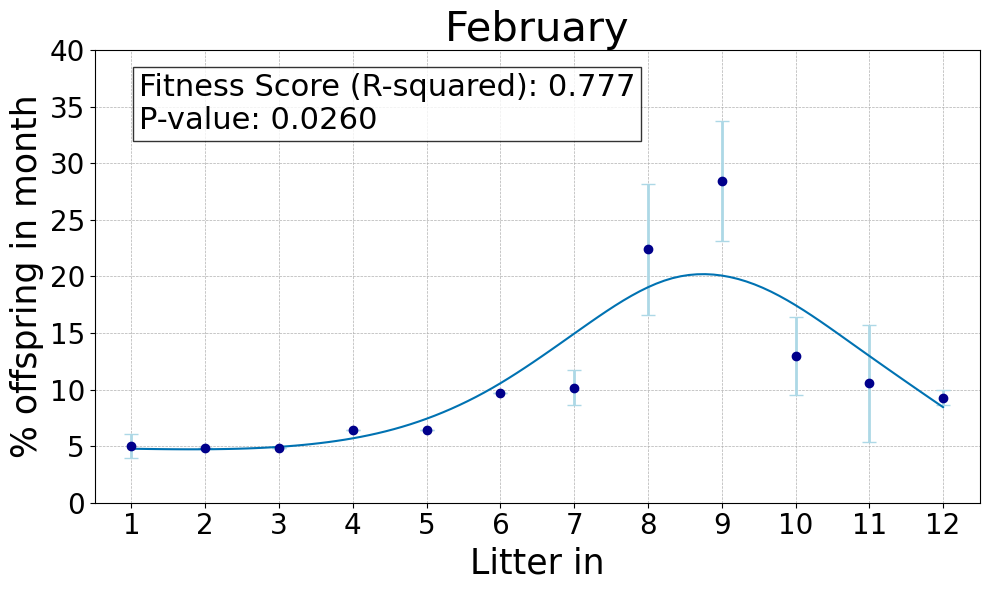 February
Fitness Score (R-squared): 0.777
P-value: 0.0260
% offspring in month
40
35
30
25
20
15
10
5
0
1 2 3 4 5 6 7 8 9 10 11 12
Litter in